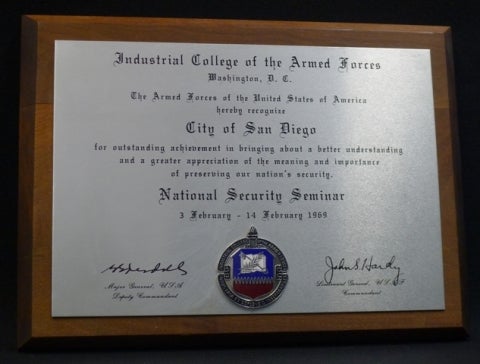 Industrial College of the Armed Forces
Washington, D. C.
The Armed Forces of the United States of America
hereby recognize
City of San Diego
for outstanding achievement in bringing about a better understanding
and a greater appreciation of the meaning and importance
of preserving our nation's security.
National Security Seminar
3 February - 14 February 1969
John S. Hardy
Major General, USA
Lieutenant General, USAF
Deputy Commandant
Commandant